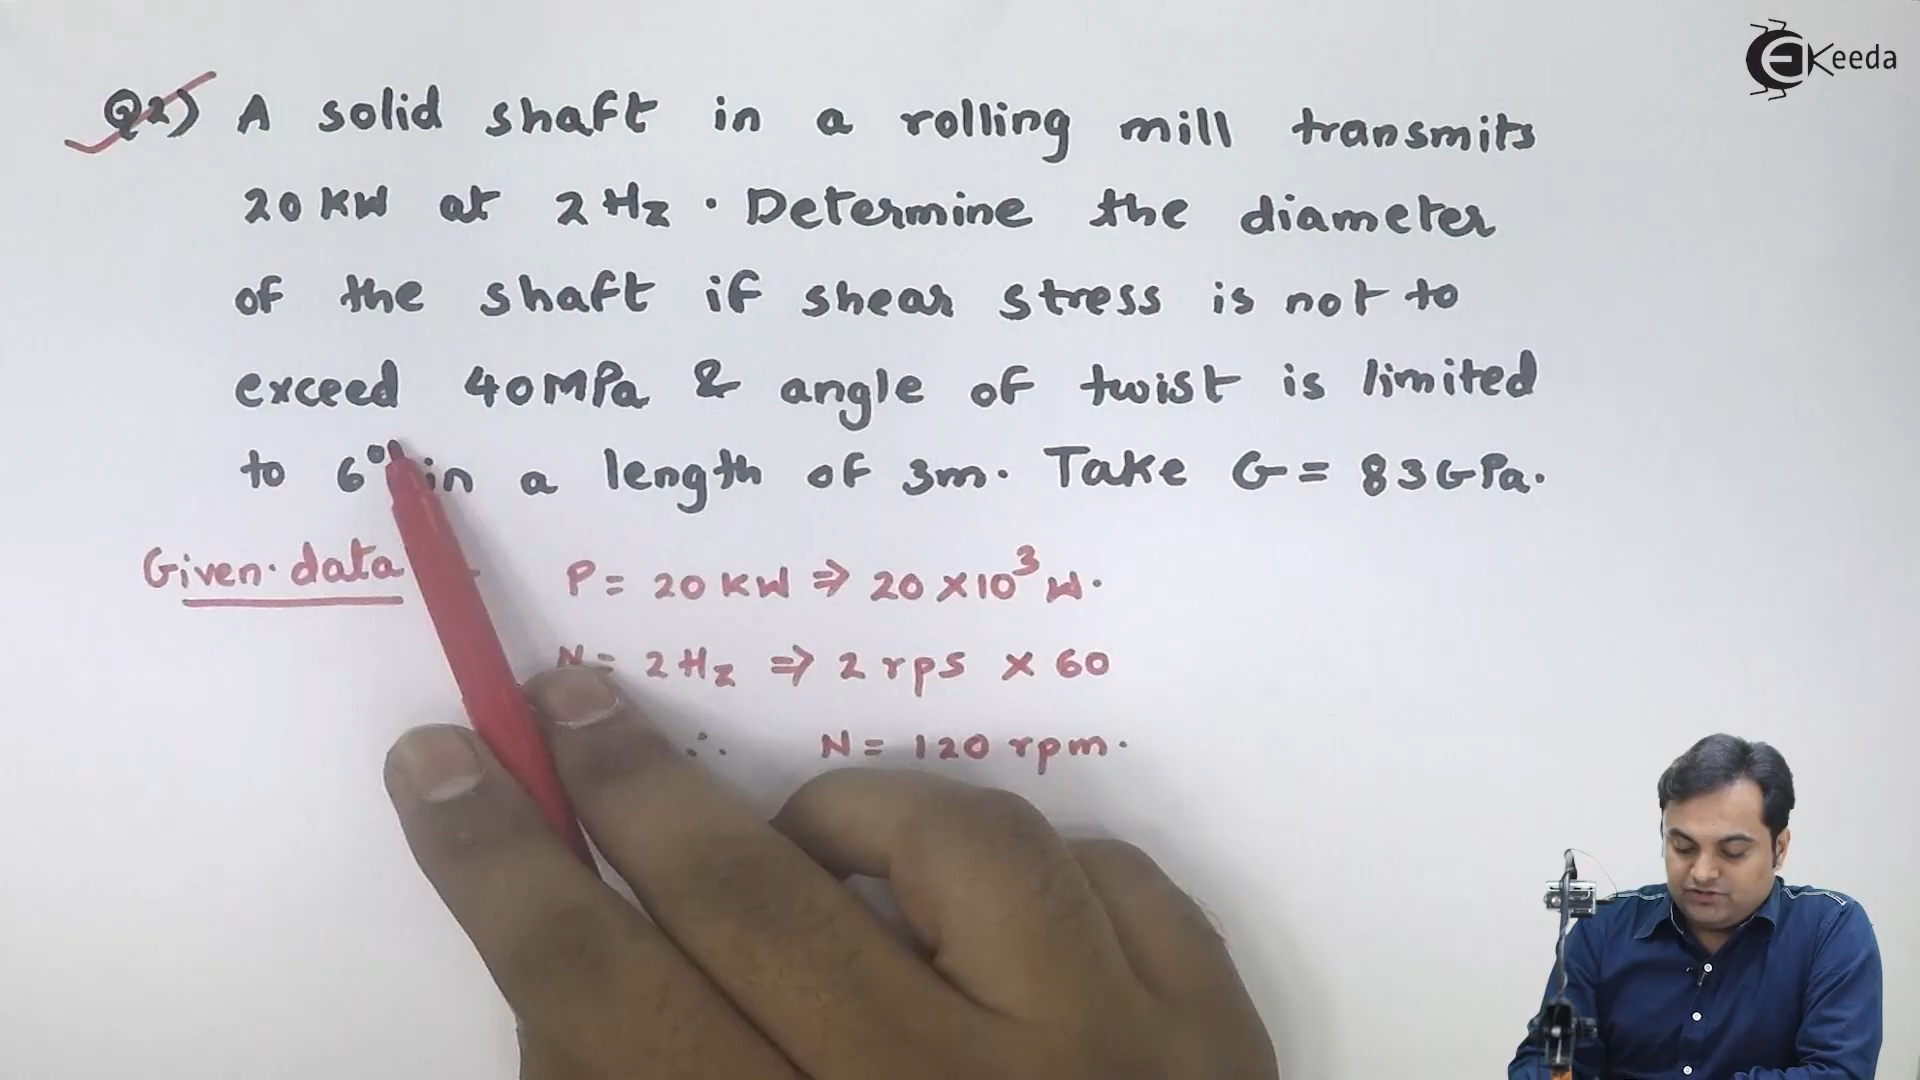 EKeeda
Q2) A solid shaft in a rolling mill transmits
20 KW at 2 Hz. Determine the diameter
of the shaft if shear stress is not to
exceed 40MPa & angle of twist is limited
to 6° in a length of 3m. Take G = 83GPa.
Given data
P = 20 KW ⇒ 20 × 10³ W.
N = 2 Hz ⇒ 2 rps × 60
∴ N = 120 rpm.